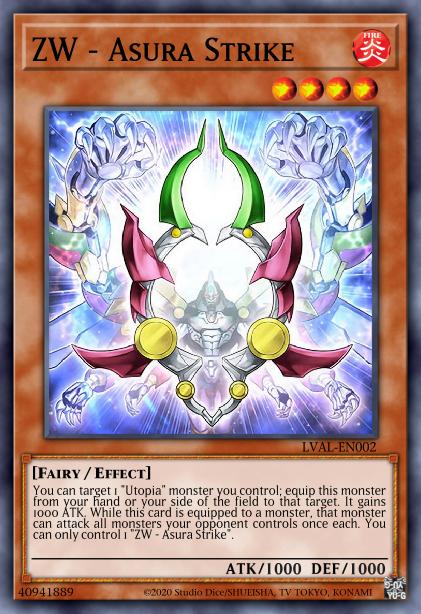 ZW - Asura Strike
FIRE
炎
LVAL-EN002
[Fairy / Effect]
You can target 1 "Utopia" monster you control; equip this monster
from your hand or your side of the field to that target. It gains
1000 ATK. While this card is equipped to a monster, that monster
can attack all monsters your opponent controls once each. You
can only control 1 "ZW - Asura Strike".
ATK/1000 DEF/1000
40941889 ©2020 Studio Dice/SHUEISHA, TV TOKYO, KONAMI